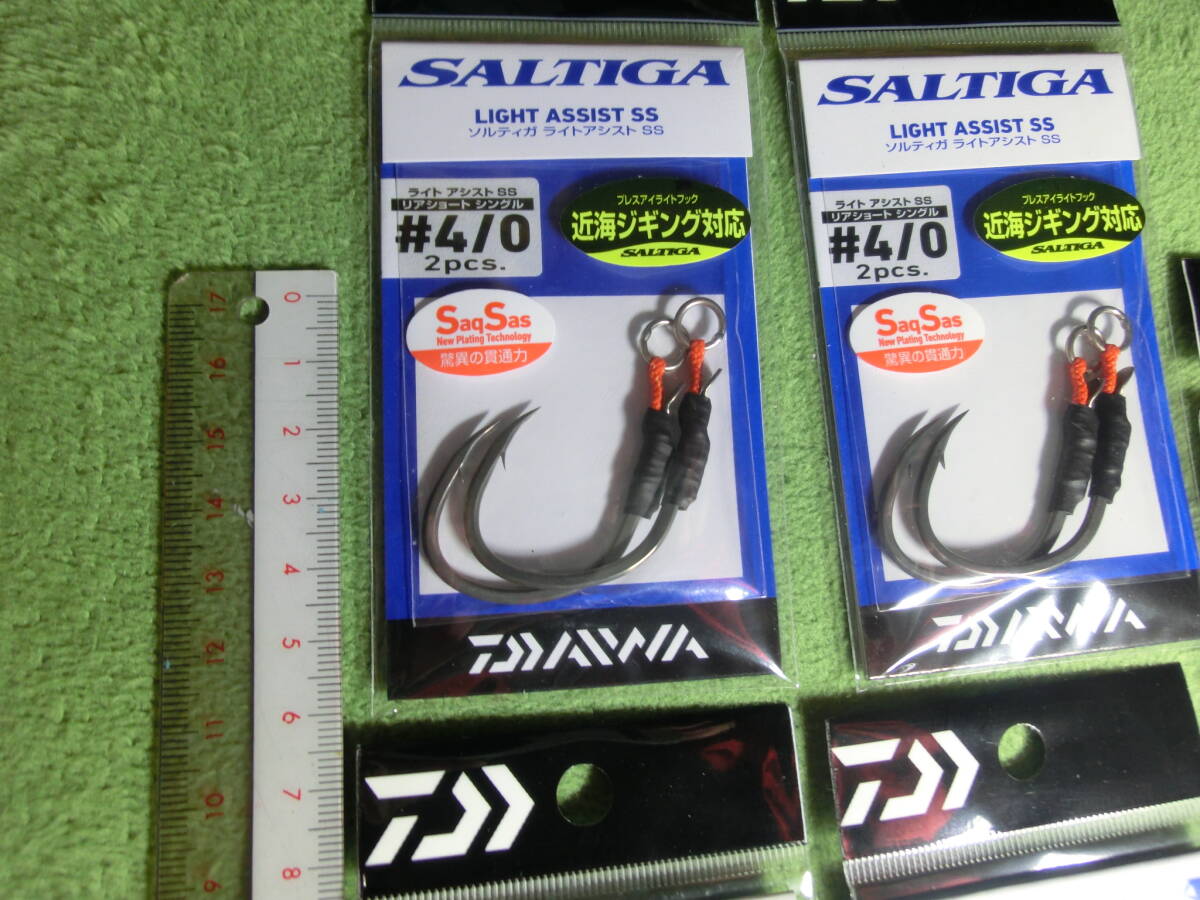 SALTIGA
LIGHT ASSIST SS
ソルティガ ライトアシスト SS
ライト アシスト SS
リアショート シングル
#4/0
2pcs.
プレスアイライトフック
近海ジギング対応
SALTIGA
SaqSas
New Plating Technology
驚異の貫通力
DAIWA
SALTIGA
LIGHT ASSIST SS
ソルティガ ライトアシスト SS
ライト アシスト SS
リアショート シングル
#4/0
2pcs.
プレスアイライトフック
近海ジギング対応
SALTIGA
SaqSas
New Plating Technology
驚異の貫通力
DAIWA
17 0
16 1
15 2
14 3
13 4
12 5
11 6
10 7
9 8